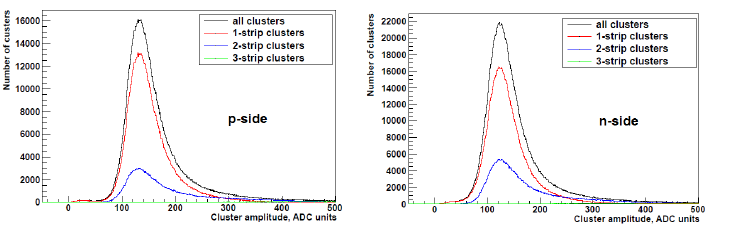 Number of custers
16000
14000
12000
10000
8000
6000
4000
2000
0
all clusters
1-strip clusters
2-strip clusters
3-strip clusters
p-side
0 100 200 300 400 500
Cluster amplitude, ADC units
Number of clusters
22000
20000
18000
16000
14000
12000
10000
8000
6000
4000
2000
0
all clusters
1-strip clusters
2-strip clusters
3-strip clusters
n-side
0 100 200 300 400 500
Cluster amplitude, ADC units